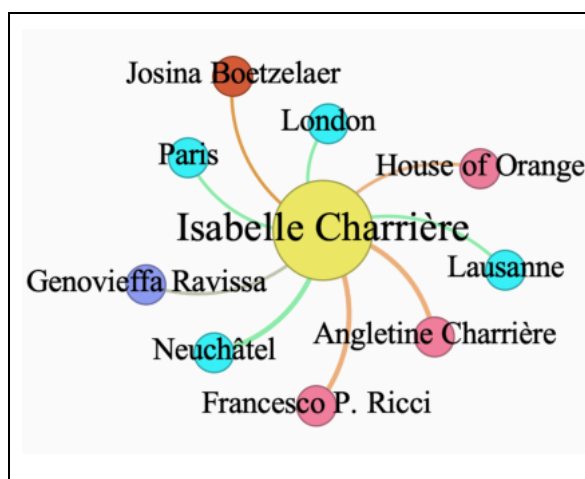 Josina Boetzelaer
London
Paris
House of Orange
Isabelle Charrière
Lausanne
Genovieffa Ravissa
Angletine Charrière
Neuchâtel
Francesco P. Ricci